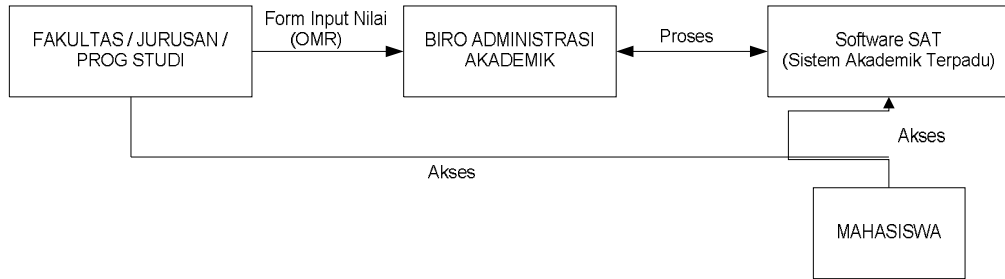 FAKULTAS / JURUSAN /
PROG STUDI
Form Input Nilai
(OMR)
BIRO ADMINISTRASI
AKADEMIK
Proses
Software SAT
(Sistem Akademik Terpadu)
Akses
Akses
MAHASISWA